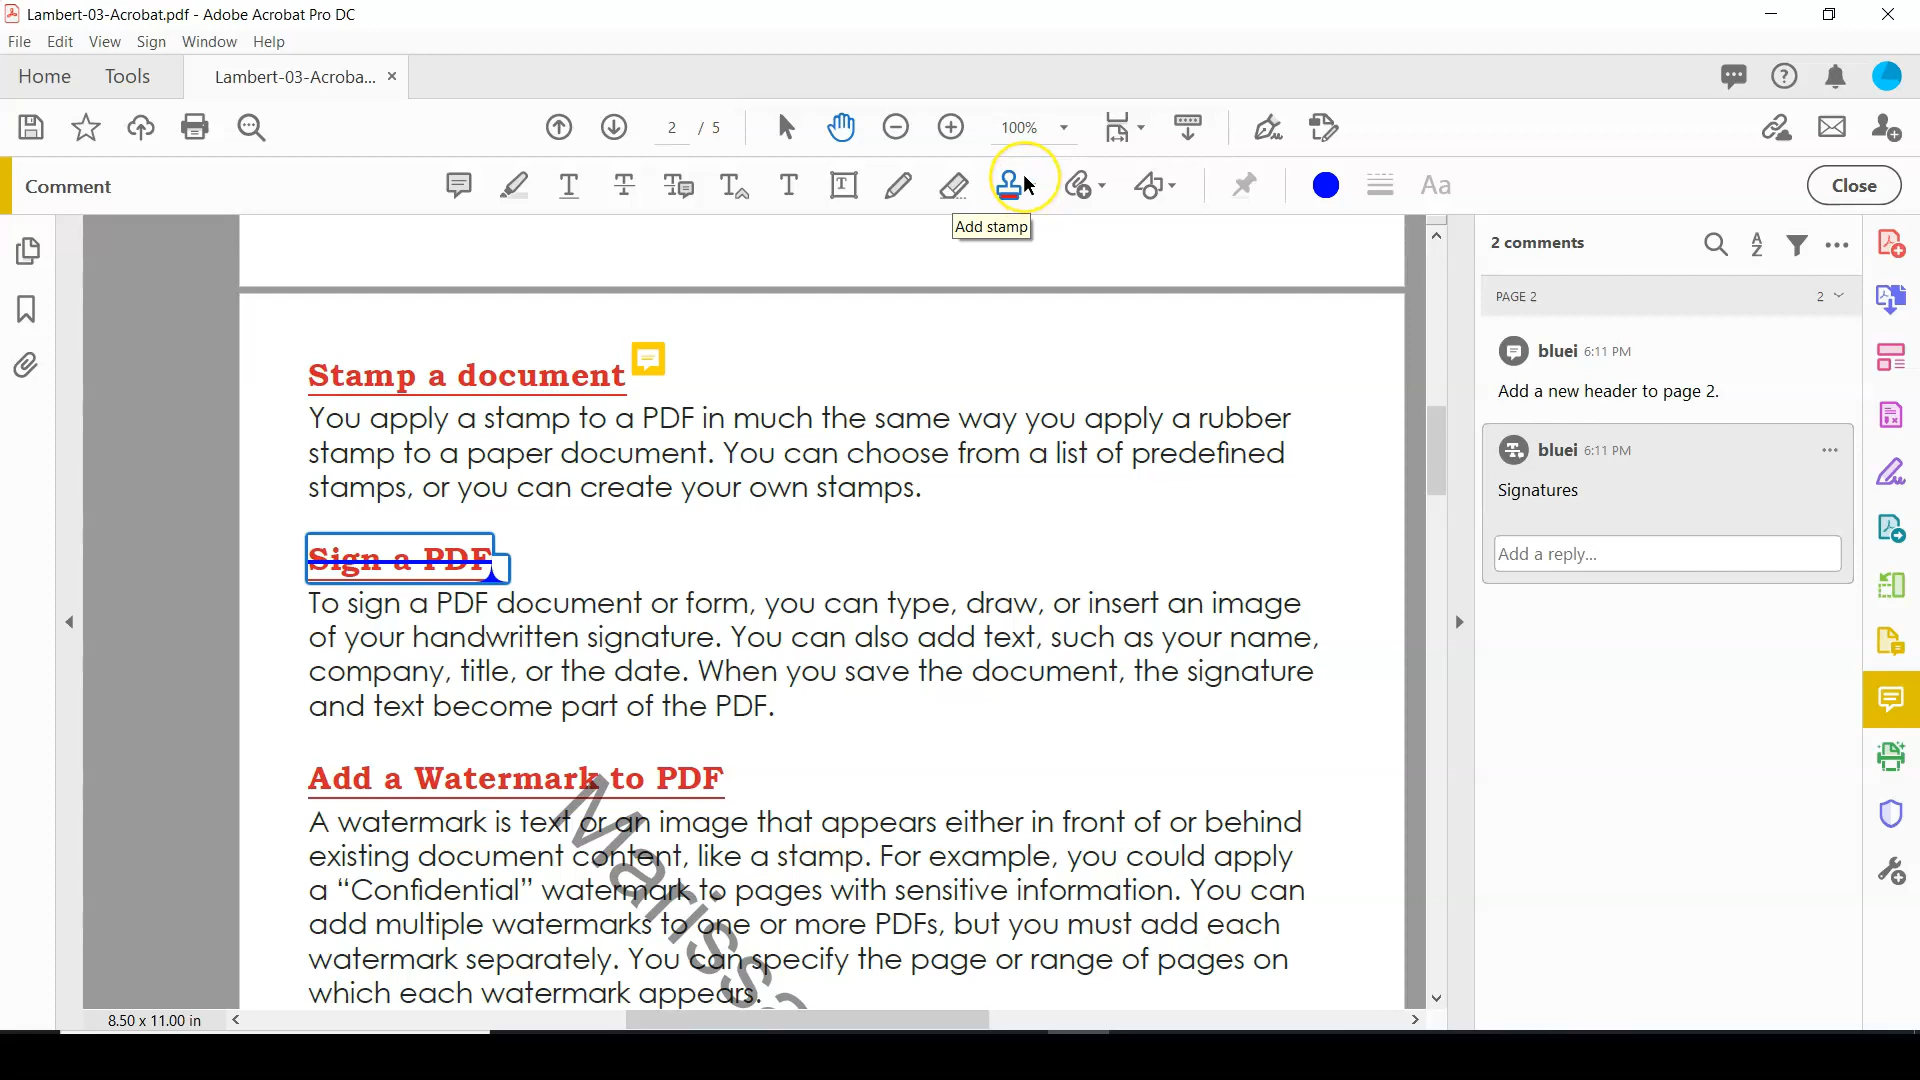 Lambert-03-Acrobat.pdf - Adobe Acrobat Pro DC
File Edit View Sign Window Help
Home Tools Lambert-03-Acroba... ×
2 / 5 100%
Comment
Aa
Close
Add stamp
2 comments
PAGE 2 2
bluei 6:11 PM
Add a new header to page 2.
bluei 6:11 PM
Signatures
Add a reply...
Stamp a document
You apply a stamp to a PDF in much the same way you apply a rubber
stamp to a paper document. You can choose from a list of predefined
stamps, or you can create your own stamps.
Sign a PDF
To sign a PDF document or form, you can type, draw, or insert an image
of your handwritten signature. You can also add text, such as your name,
company, title, or the date. When you save the document, the signature
and text become part of the PDF.
Add a Watermark to PDF
A watermark is text or an image that appears either in front of or behind
existing document content, like a stamp. For example, you could apply
a “Confidential” watermark to pages with sensitive information. You can
add multiple watermarks to one or more PDFs, but you must add each
watermark separately. You can specify the page or range of pages on
which each watermark appears.
Mariss
8.50 x 11.00 in